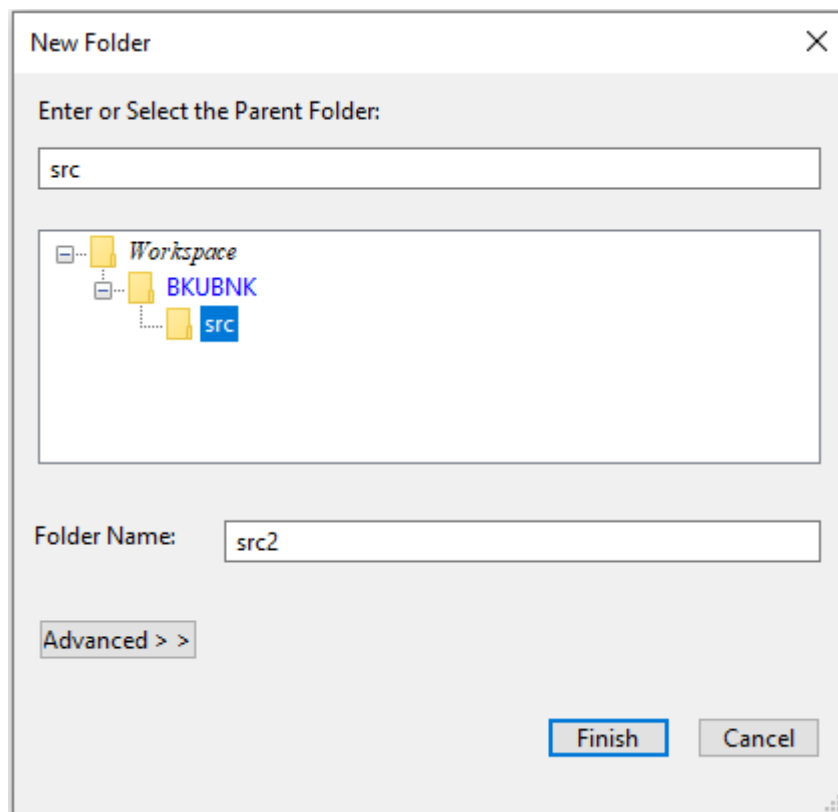 New Folder
Enter or Select the Parent Folder:
src
Workspace
BKUBNK
src
Folder Name: src2
Advanced > >
Finish Cancel